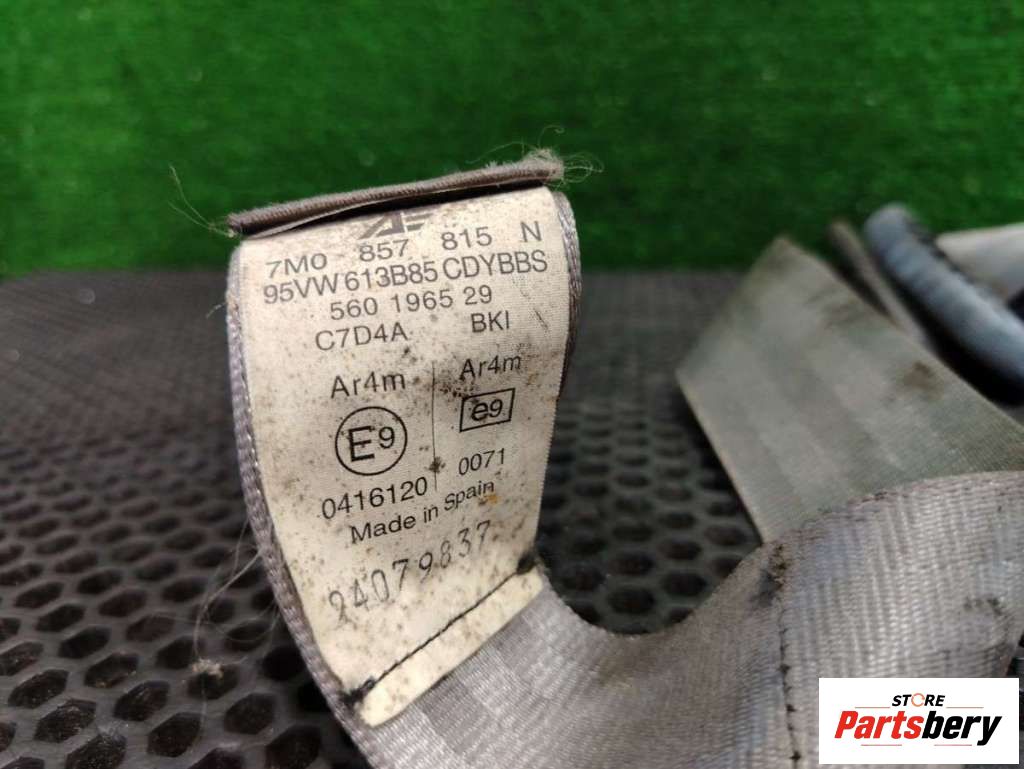 7M0 857 815 N
95VW 613B85 CDYBBS
560 1965 29
C7D4A BKI
Ar4m Ar4m
E9 e9
0416120 0071
Made in Spain
24079837
STORE
Partsbery